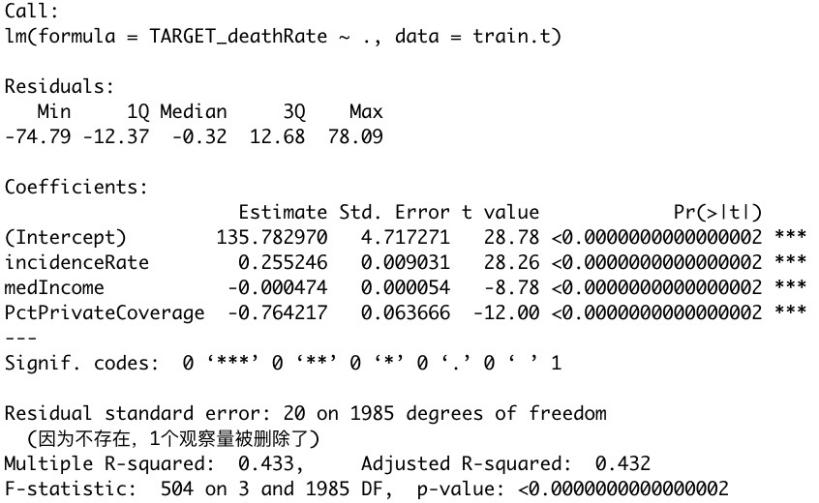 Call:
lm(formula = TARGET_deathRate ~ ., data = train.t)
Residuals:
   Min     1Q Median     3Q    Max
-74.79 -12.37  -0.32  12.68  78.09
Coefficients:
                    Estimate Std. Error t value            Pr(>|t|)
(Intercept)       135.782970   4.717271   28.78 <0.0000000000000002 ***
incidenceRate       0.255246   0.009031   28.26 <0.0000000000000002 ***
medIncome          -0.000474   0.000054   -8.78 <0.0000000000000002 ***
PctPrivateCoverage -0.764217   0.063666  -12.00 <0.0000000000000002 ***
---
Signif. codes:  0 ‘***’ 0 ‘**’ 0 ‘*’ 0 ‘.’ 0 ‘ ’ 1
Residual standard error: 20 on 1985 degrees of freedom
  (因为不存在，1个观察量被删除了)
Multiple R-squared:  0.433,     Adjusted R-squared:  0.432
F-statistic:  504 on 3 and 1985 DF,  p-value: <0.0000000000000002